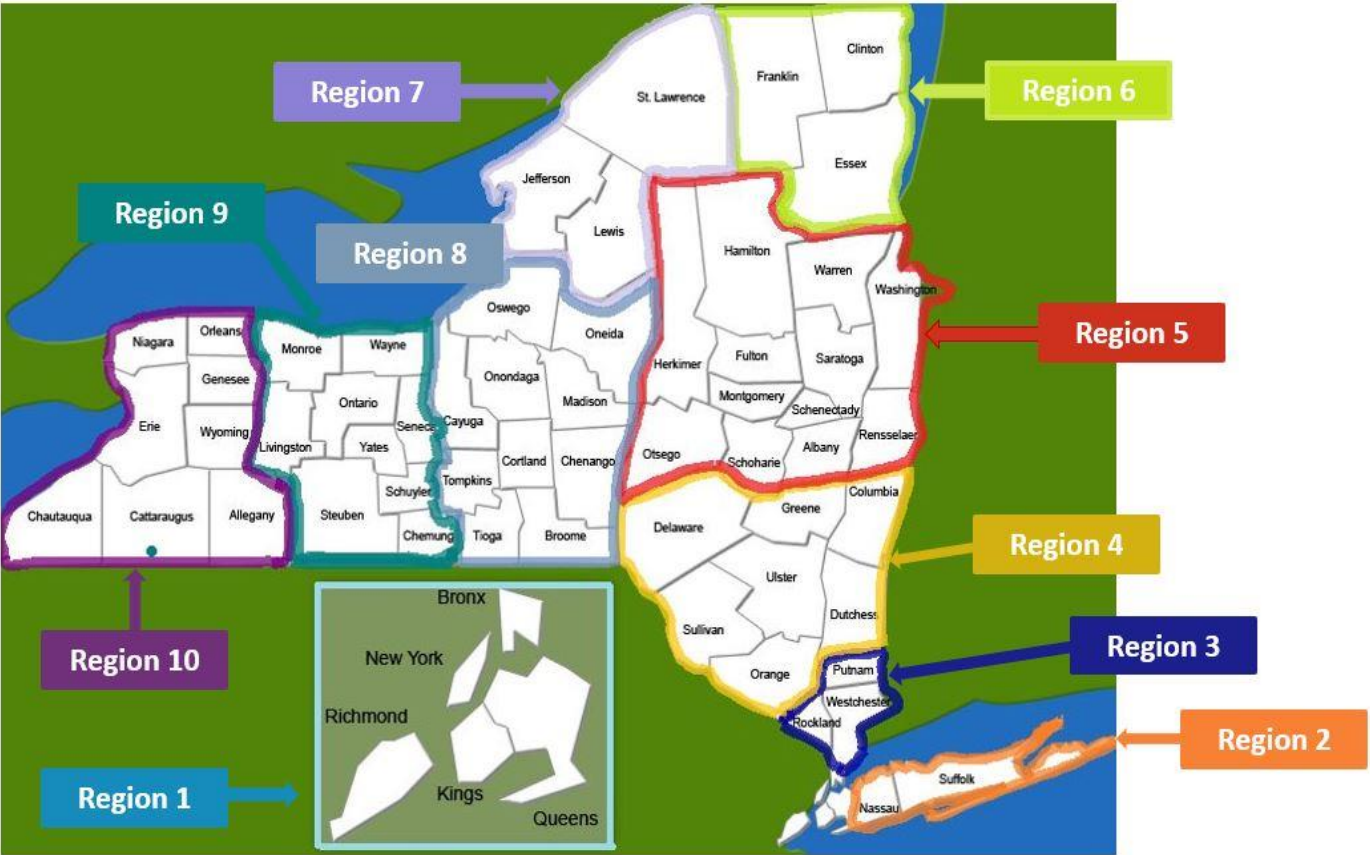 Clinton
Franklin
Region 7
Region 6
St. Lawrence
Essex
Jefferson
Region 9
Lewis
Region 8
Hamilton
Warren
Washington
Oswego
Orleans
Oneida
Region 5
Niagara
Monroe
Wayne
Fulton
Saratoga
Herkimer
Genesee
Onondaga
Montgomery
Madison
Ontario
Schenectady
Cayuga
Erie
Wyoming
Seneca
Livingston
Yates
Albany
Rensselaer
Otsego
Schoharie
Cortland
Chenango
Tompkins
Schuyler
Columbia
Greene
Chautauqua
Cattaraugus
Allegany
Steuben
Delaware
Chemung
Tioga
Broome
Region 4
Ulster
Bronx
Dutchess
Sullivan
Region 3
Region 10
New York
Putnam
Orange
Westchester
Richmond
Rockland
Region 2
Suffolk
Region 1
Kings
Nassau
Queens